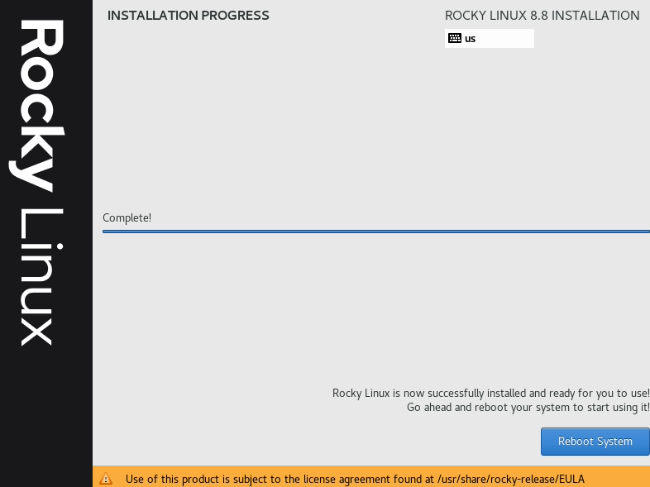 Rocky Linux
INSTALLATION PROGRESS
ROCKY LINUX 8.8 INSTALLATION
us
Complete!
Rocky Linux is now successfully installed and ready for you to use!
Go ahead and reboot your system to start using it!
Reboot System
Use of this product is subject to the license agreement found at /usr/share/rocky-release/EULA